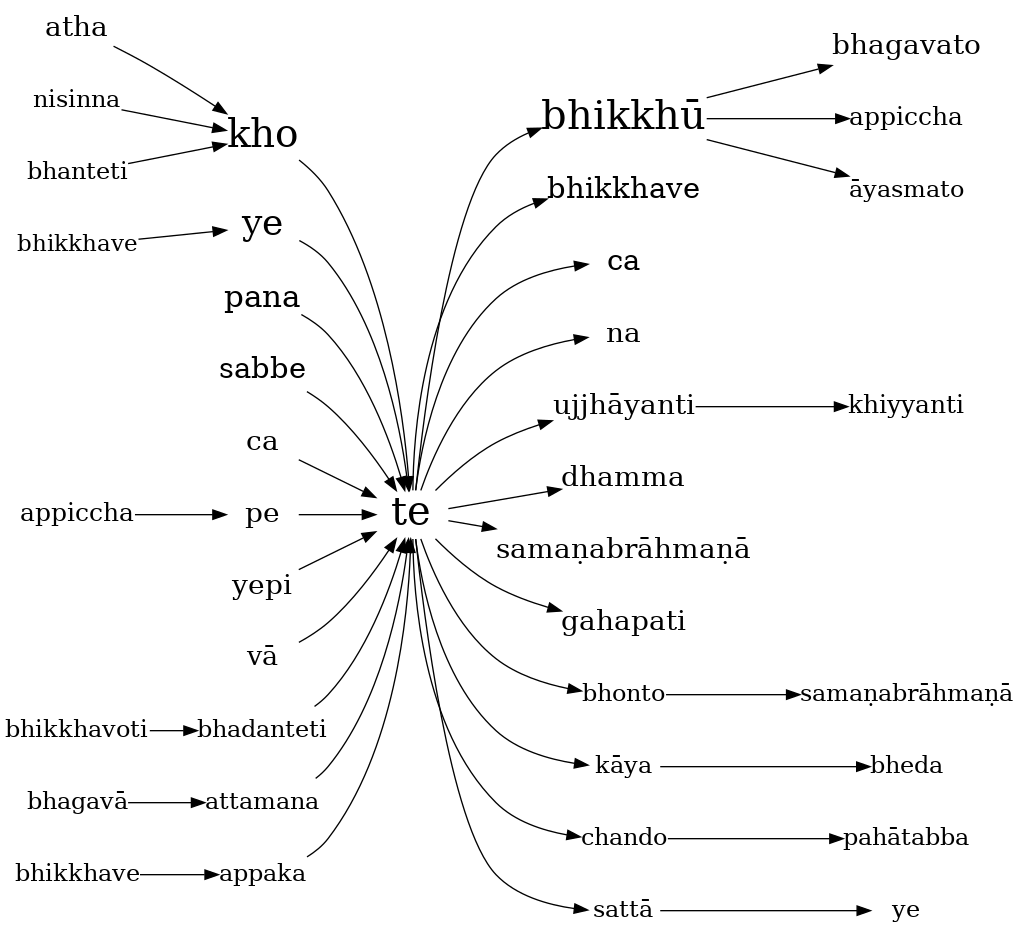 atha
nisinna
bhanteti
bhikkhave
appiccha
bhikkhavoti
bhagavā
bhikkhave
kho
ye
pana
sabbe
ca
pe
yepi
vā
bhadanteti
attamana
appaka
te
bhikkhū
bhikkhave
ca
na
ujjhāyanti
dhamma
samaṇabrāhmaṇā
gahapati
bhonto
kāya
chando
sattā
bhagavato
appiccha
āyasmato
khiyyanti
samaṇabrāhmaṇā
bheda
pahātabba
ye